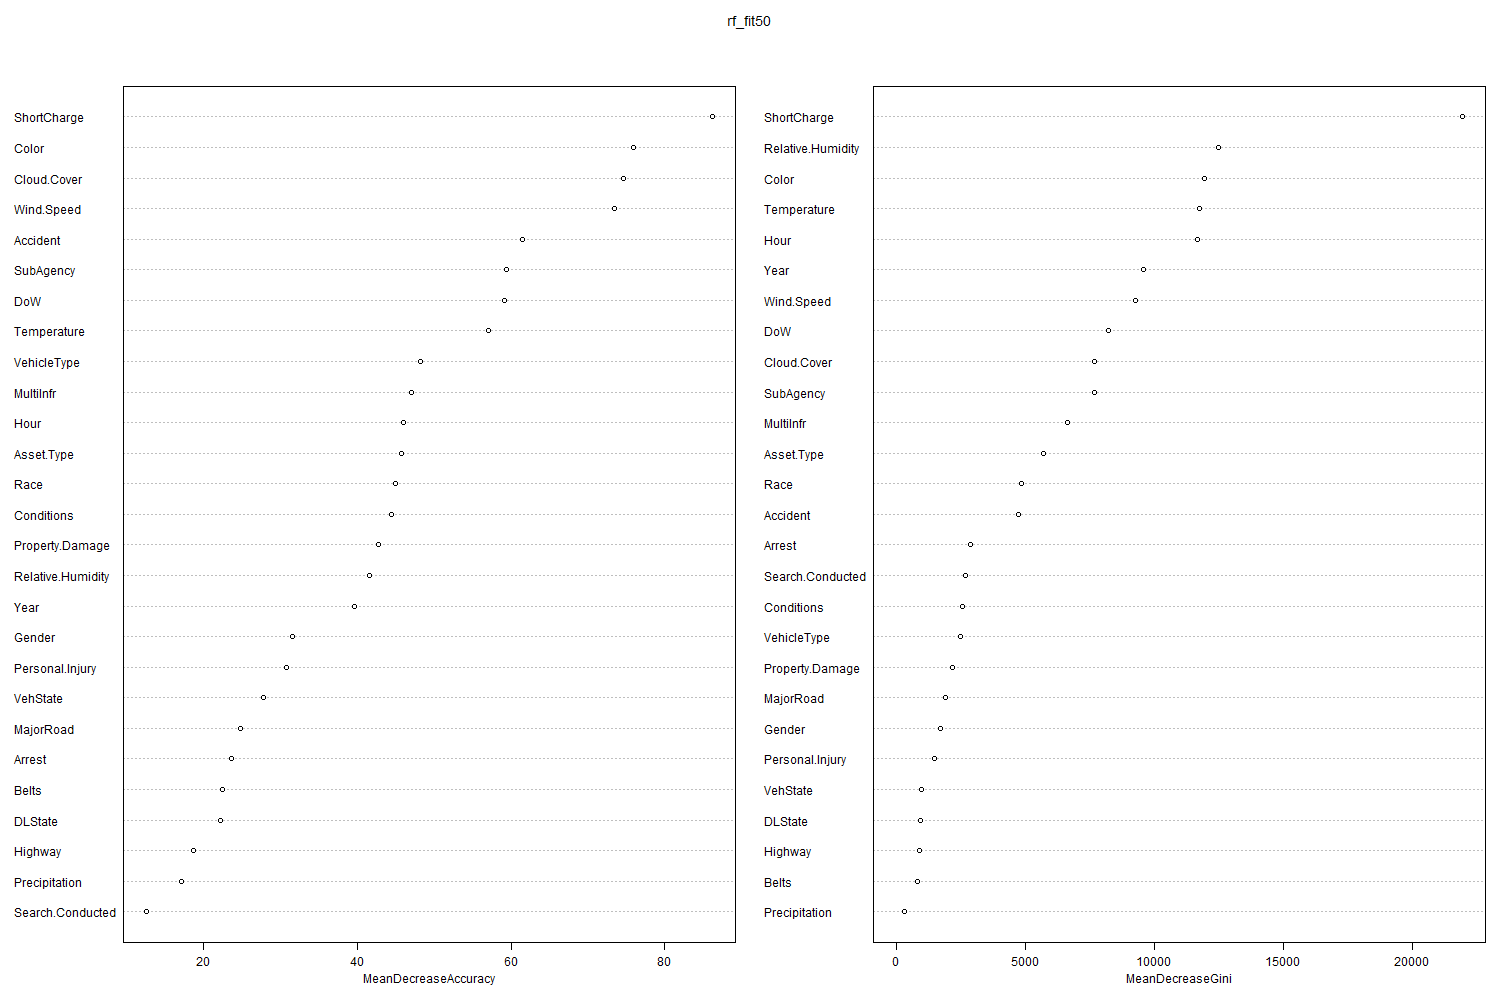 rf_fit50
ShortCharge
Color
Cloud.Cover
Wind.Speed
Accident
SubAgency
DoW
Temperature
VehicleType
MultiInfr
Hour
Asset.Type
Race
Conditions
Property.Damage
Relative.Humidity
Year
Gender
Personal.Injury
VehState
MajorRoad
Arrest
Belts
DLState
Highway
Precipitation
Search.Conducted
20 40 60 80
MeanDecreaseAccuracy
ShortCharge
Relative.Humidity
Color
Temperature
Hour
Year
Wind.Speed
DoW
Cloud.Cover
SubAgency
MultiInfr
Asset.Type
Race
Accident
Arrest
Search.Conducted
Conditions
VehicleType
Property.Damage
MajorRoad
Gender
Personal.Injury
VehState
DLState
Highway
Belts
Precipitation
0 5000 10000 15000 20000
MeanDecreaseGini